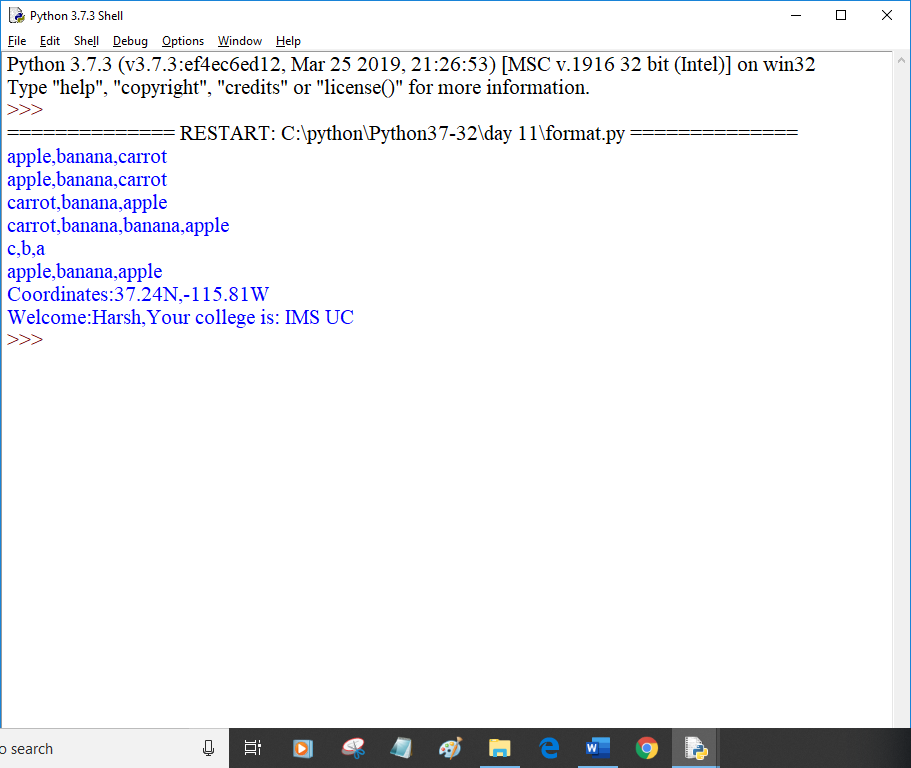 Python 3.7.3 Shell
File Edit Shell Debug Options Window Help
Python 3.7.3 (v3.7.3:ef4ec6ed12, Mar 25 2019, 21:26:53) [MSC v.1916 32 bit (Intel)] on win32
Type "help", "copyright", "credits" or "license()" for more information.
>>>
============== RESTART: C:\python\Python37-32\day 11\format.py ==============
apple,banana,carrot
apple,banana,carrot
carrot,banana,apple
carrot,banana,banana,apple
c,b,a
apple,banana,apple
Coordinates:37.24N,-115.81W
Welcome:Harsh,Your college is: IMS UC
>>>
o search